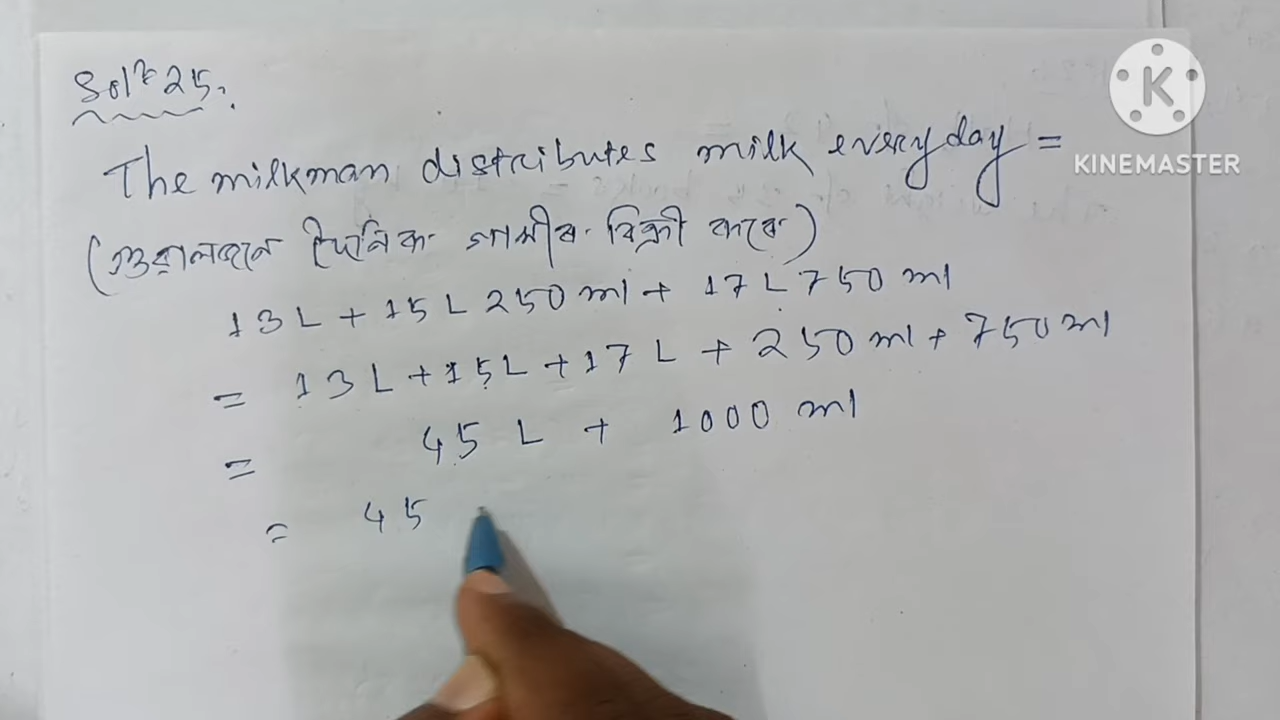 Solⁿ 25.
K
KINEMASTER
The milkman distributes milk every day =
(গুৱালজনে দৈনিক গাখীৰ বিক্ৰী কৰে)
13 L + 15 L 250 ml + 17 L 750 ml
= 13 L + 15 L + 17 L + 250 ml + 750 ml
= 45 L + 1000 ml
= 45